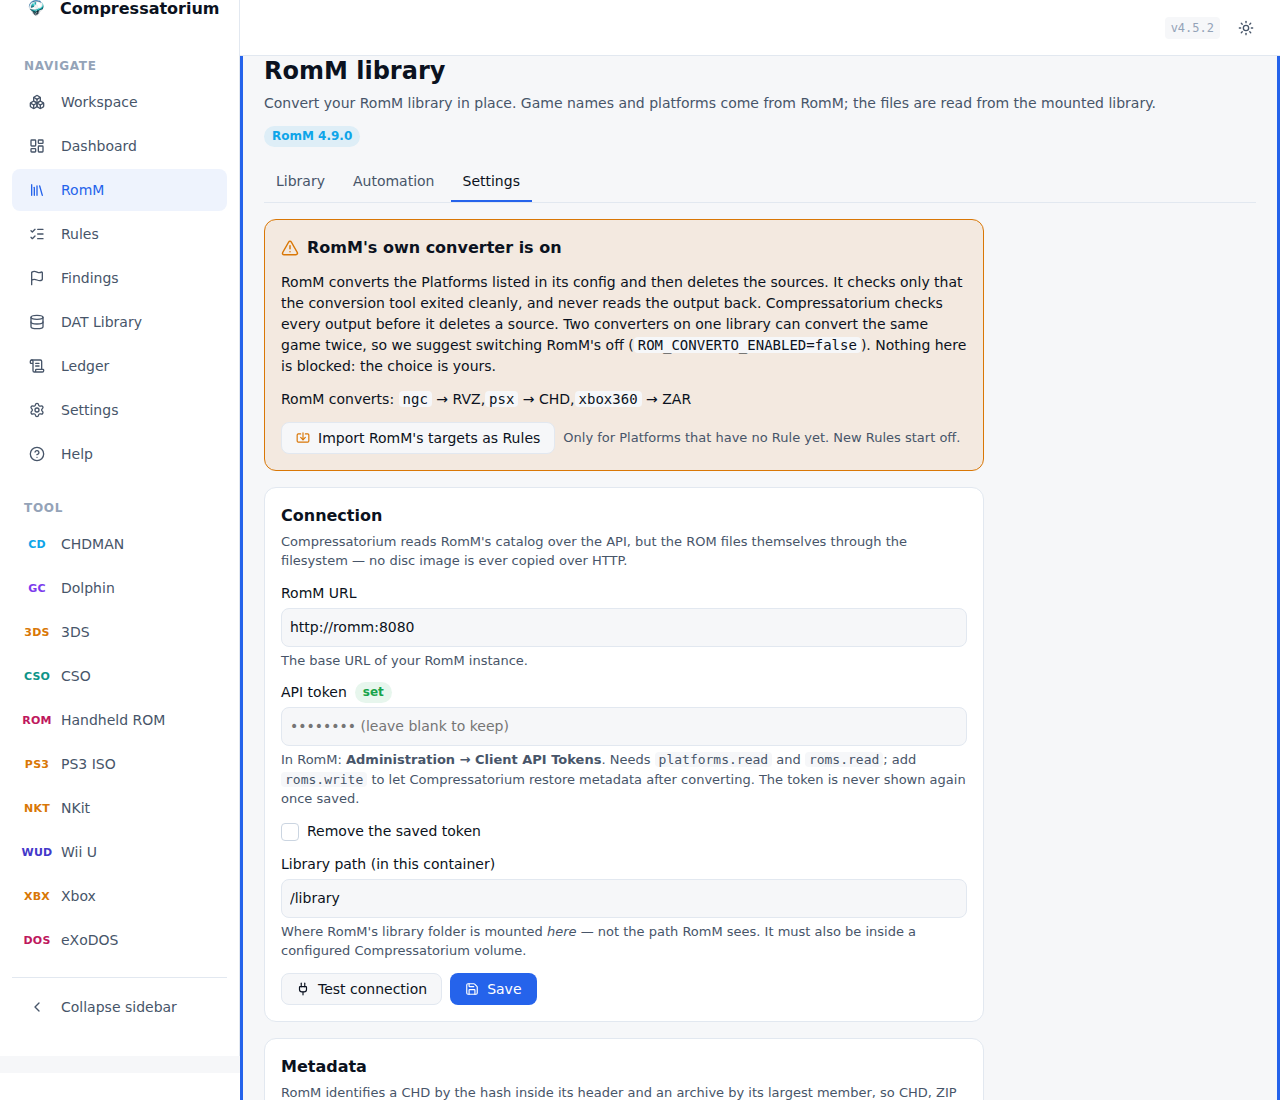 Compressatorium
v4.5.2
NAVIGATE
Workspace
Dashboard
RomM
Rules
Findings
DAT Library
Ledger
Settings
Help
TOOL
CD CHDMAN
GC Dolphin
3DS 3DS
CSO CSO
ROM Handheld ROM
PS3 PS3 ISO
NKT NKit
WUD Wii U
XBX Xbox
DOS eXoDOS
Collapse sidebar
RomM library
Convert your RomM library in place. Game names and platforms come from RomM; the files are read from the mounted library.
RomM 4.9.0
Library Automation Settings
RomM's own converter is on
RomM converts the Platforms listed in its config and then deletes the sources. It checks only that
the conversion tool exited cleanly, and never reads the output back. Compressatorium checks
every output before it deletes a source. Two converters on one library can convert the same
game twice, so we suggest switching RomM's off ( ROM_CONVERTO_ENABLED=false ). Nothing here
is blocked: the choice is yours.
RomM converts: ngc → RVZ, psx → CHD, xbox360 → ZAR
Import RomM's targets as Rules Only for Platforms that have no Rule yet. New Rules start off.
Connection
Compressatorium reads RomM's catalog over the API, but the ROM files themselves through the
filesystem — no disc image is ever copied over HTTP.
RomM URL
http://romm:8080
The base URL of your RomM instance.
API token set
•••••••• (leave blank to keep)
In RomM: Administration → Client API Tokens. Needs platforms.read and roms.read ; add
roms.write to let Compressatorium restore metadata after converting. The token is never shown again
once saved.
Remove the saved token
Library path (in this container)
/library
Where RomM's library folder is mounted here — not the path RomM sees. It must also be inside a
configured Compressatorium volume.
Test connection Save
Metadata
RomM identifies a CHD by the hash inside its header and an archive by its largest member, so CHD, ZIP